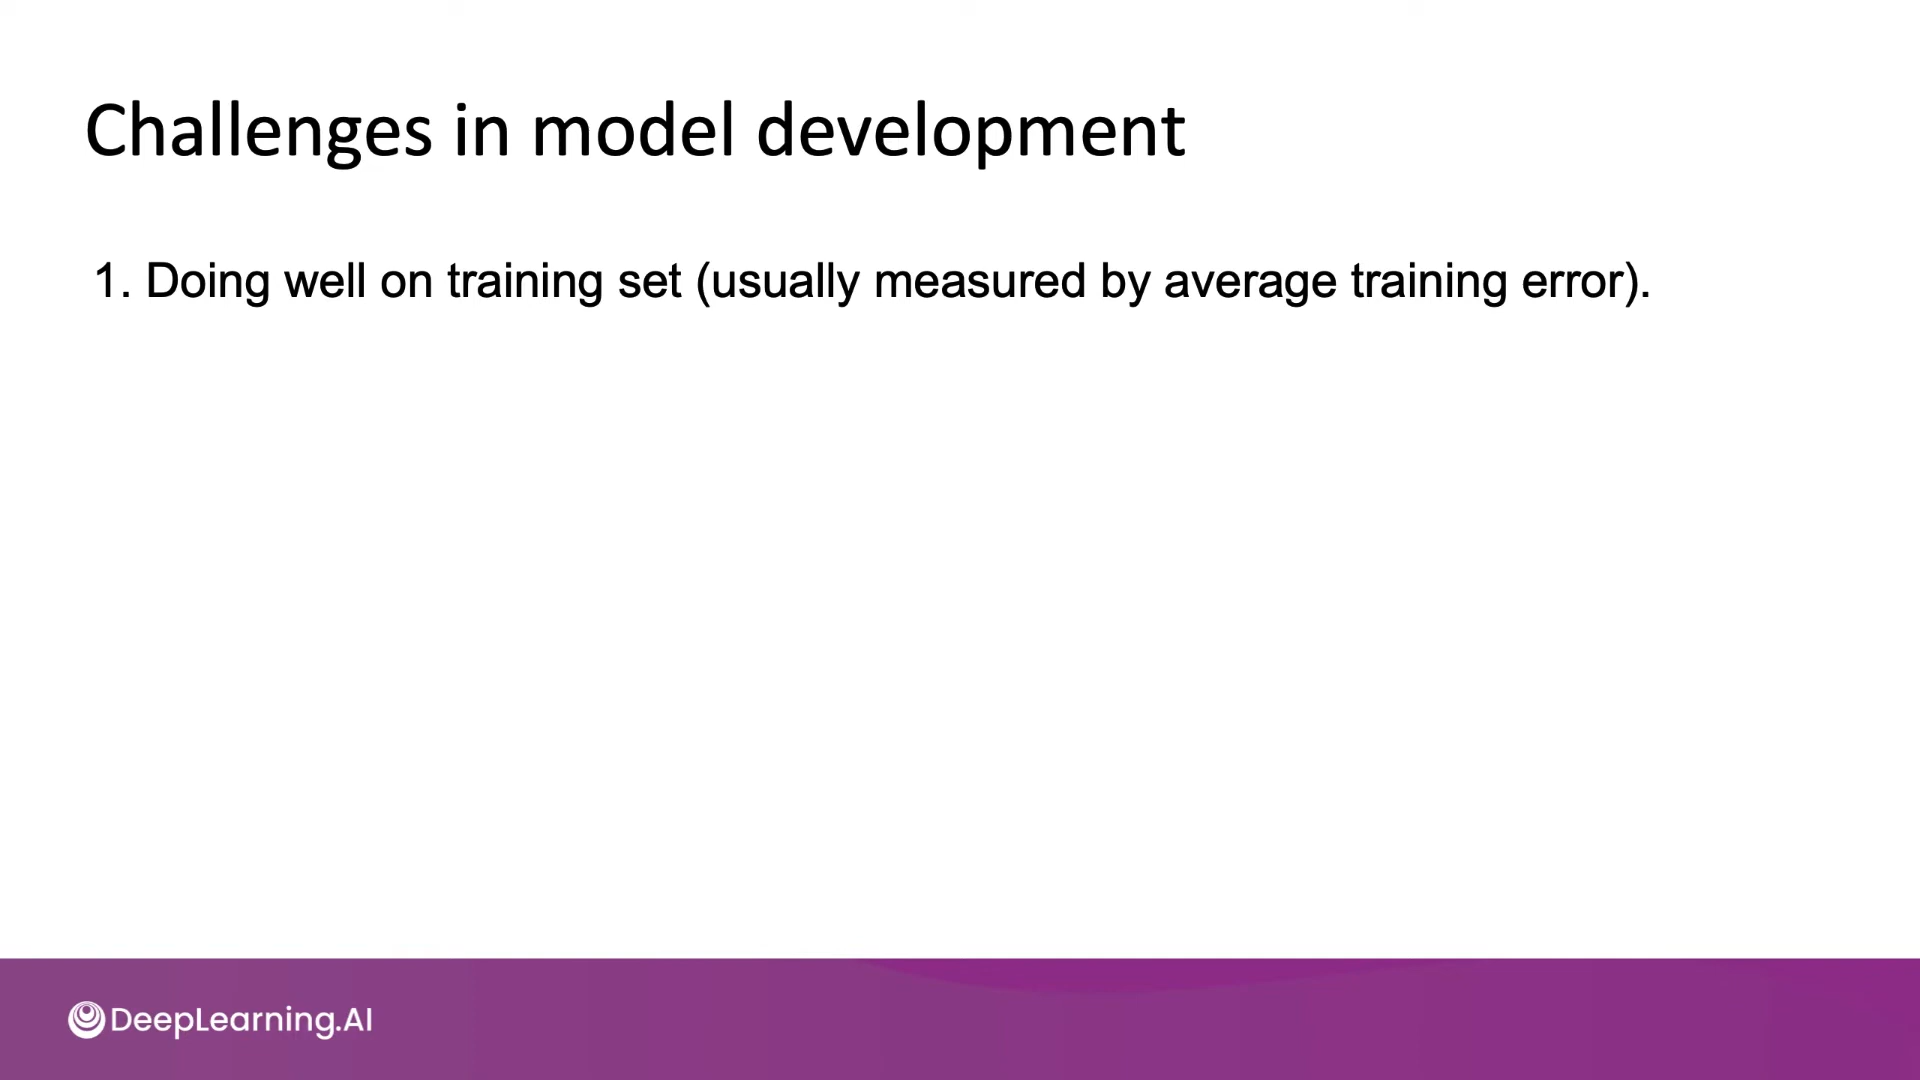 Challenges in model development
1. Doing well on training set (usually measured by average training error).
DeepLearning.AI